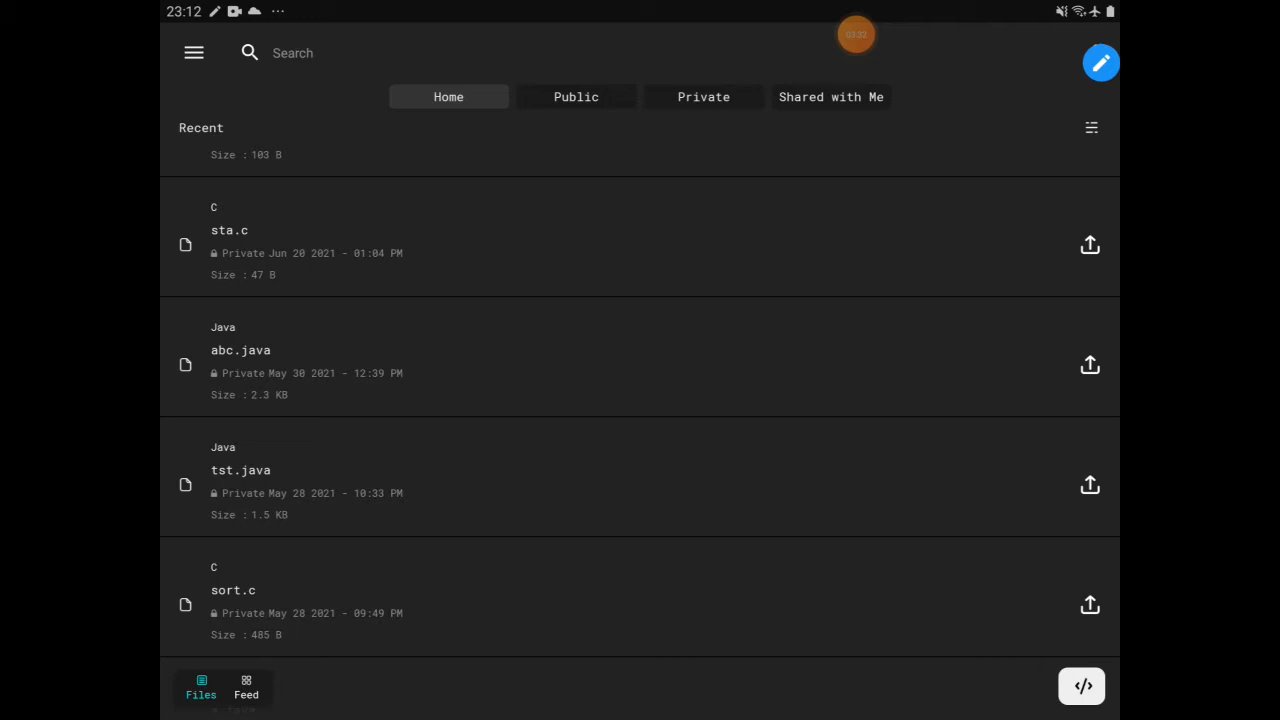 23:12
03:22
Search
Home Public Private Shared with Me
Recent
Size : 103 B
C
sta.c
Private Jun 20 2021 - 01:04 PM
Size : 47 B
Java
abc.java
Private May 30 2021 - 12:39 PM
Size : 2.3 KB
Java
tst.java
Private May 28 2021 - 10:33 PM
Size : 1.5 KB
C
sort.c
Private May 28 2021 - 09:49 PM
Size : 485 B
Files Feed